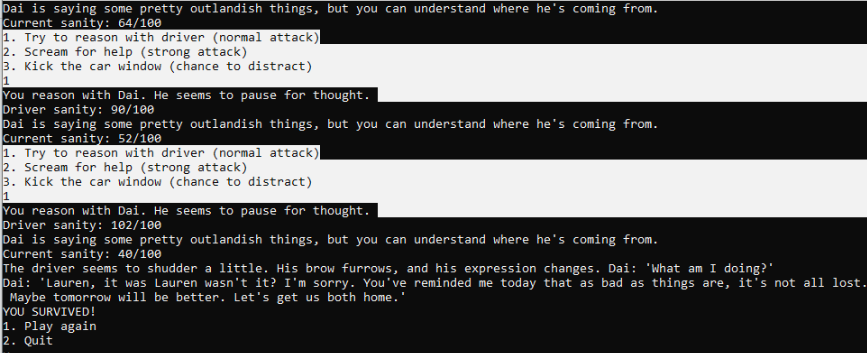 Dai is saying some pretty outlandish things, but you can understand where he's coming from.
Current sanity: 64/100
1. Try to reason with driver (normal attack)
2. Scream for help (strong attack)
3. Kick the car window (chance to distract)
1
You reason with Dai. He seems to pause for thought.
Driver sanity: 90/100
Dai is saying some pretty outlandish things, but you can understand where he's coming from.
Current sanity: 52/100
1. Try to reason with driver (normal attack)
2. Scream for help (strong attack)
3. Kick the car window (chance to distract)
1
You reason with Dai. He seems to pause for thought.
Driver sanity: 102/100
Dai is saying some pretty outlandish things, but you can understand where he's coming from.
Current sanity: 40/100
The driver seems to shudder a little. His brow furrows, and his expression changes. Dai: 'What am I doing?'
Dai: 'Lauren, it was Lauren wasn't it? I'm sorry. You've reminded me today that as bad as things are, it's not all lost.
Maybe tomorrow will be better. Let's get us both home.'
YOU SURVIVED!
1. Play again
2. Quit